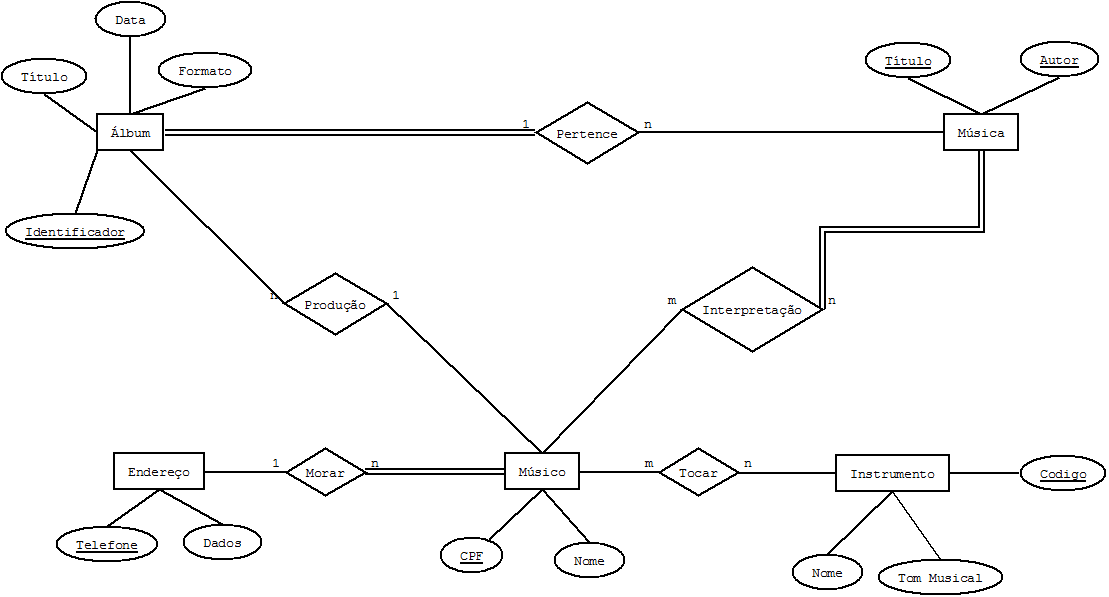 Data
Título
Formato
Título
Autor
Álbum
1
Pertence
n
Música
Identificador
n
Produção
1
m
Interpretação
n
Endereço
1
Morar
n
Músico
m
Tocar
n
Instrumento
Codigo
Telefone
Dados
CPF
Nome
Nome
Tom Musical